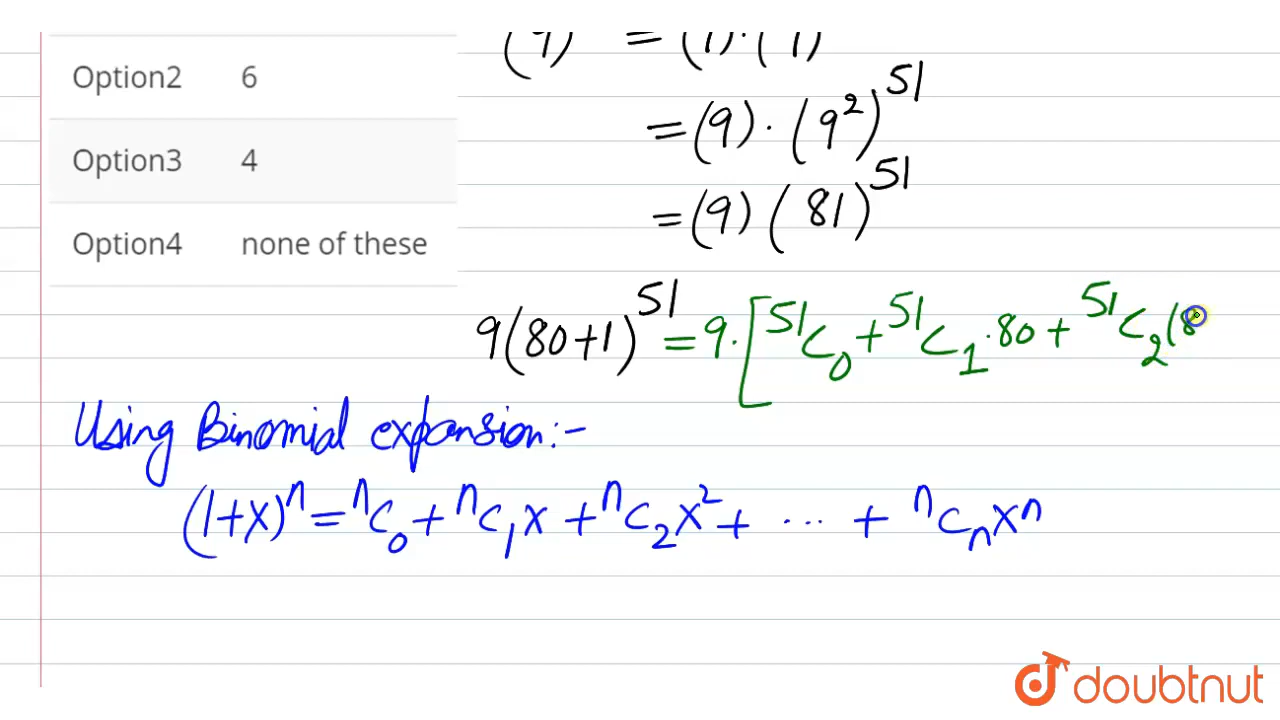 Option2 6
Option3 4
Option4 none of these
= (9) · (9²)⁵¹
= (9) (81)⁵¹
9(80+1)⁵¹ = 9·[⁵¹C₀ + ⁵¹C₁·80 + ⁵¹C₂(8
Using Binomial expansion:-
(1+x)ⁿ = ⁿC₀ + ⁿC₁x + ⁿC₂x² + ... + ⁿCₙxⁿ
doubtnut